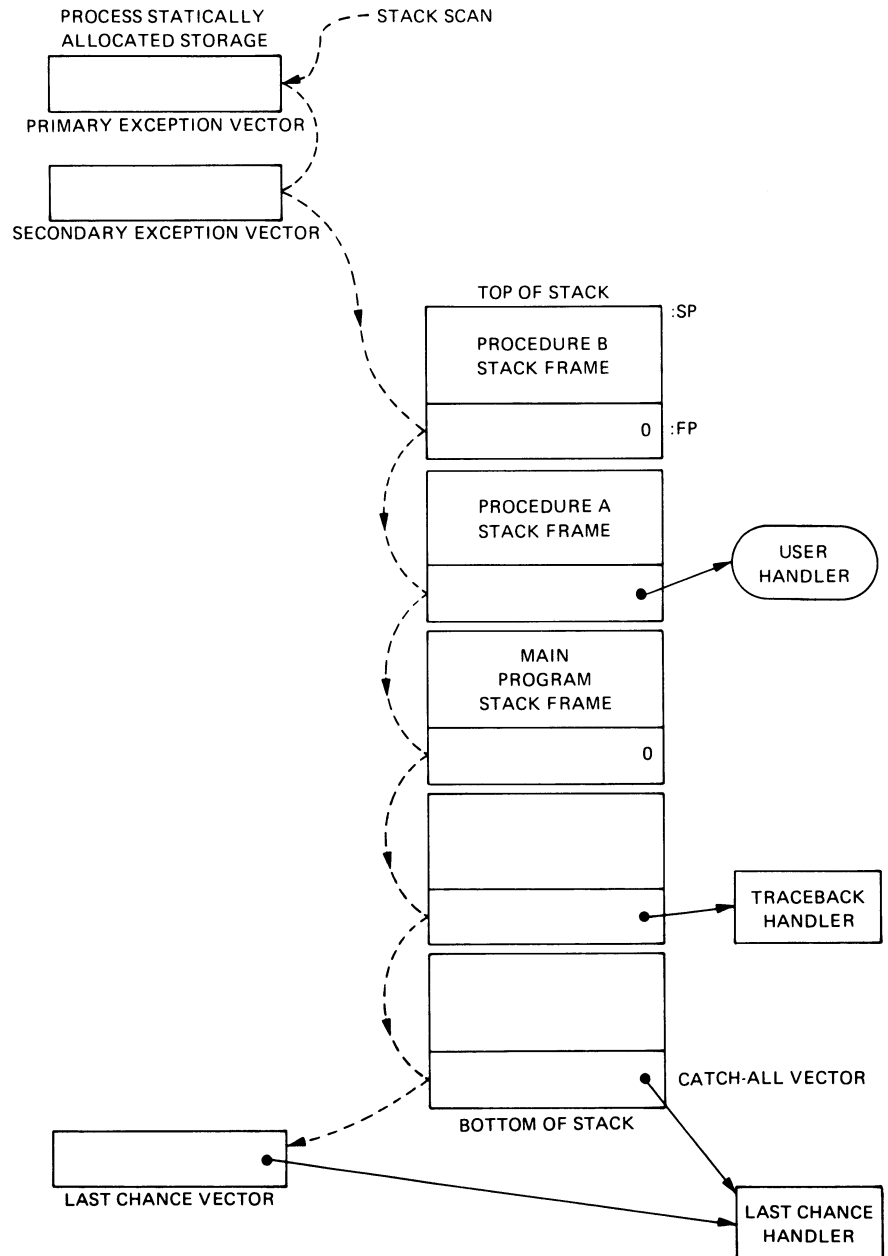 PROCESS STATICALLY
ALLOCATED STORAGE
STACK SCAN
PRIMARY EXCEPTION VECTOR
SECONDARY EXCEPTION VECTOR
TOP OF STACK
:SP
PROCEDURE B
STACK FRAME
0
:FP
PROCEDURE A
STACK FRAME
USER
HANDLER
MAIN
PROGRAM
STACK FRAME
0
TRACEBACK
HANDLER
CATCH-ALL VECTOR
BOTTOM OF STACK
LAST CHANCE VECTOR
LAST CHANCE
HANDLER